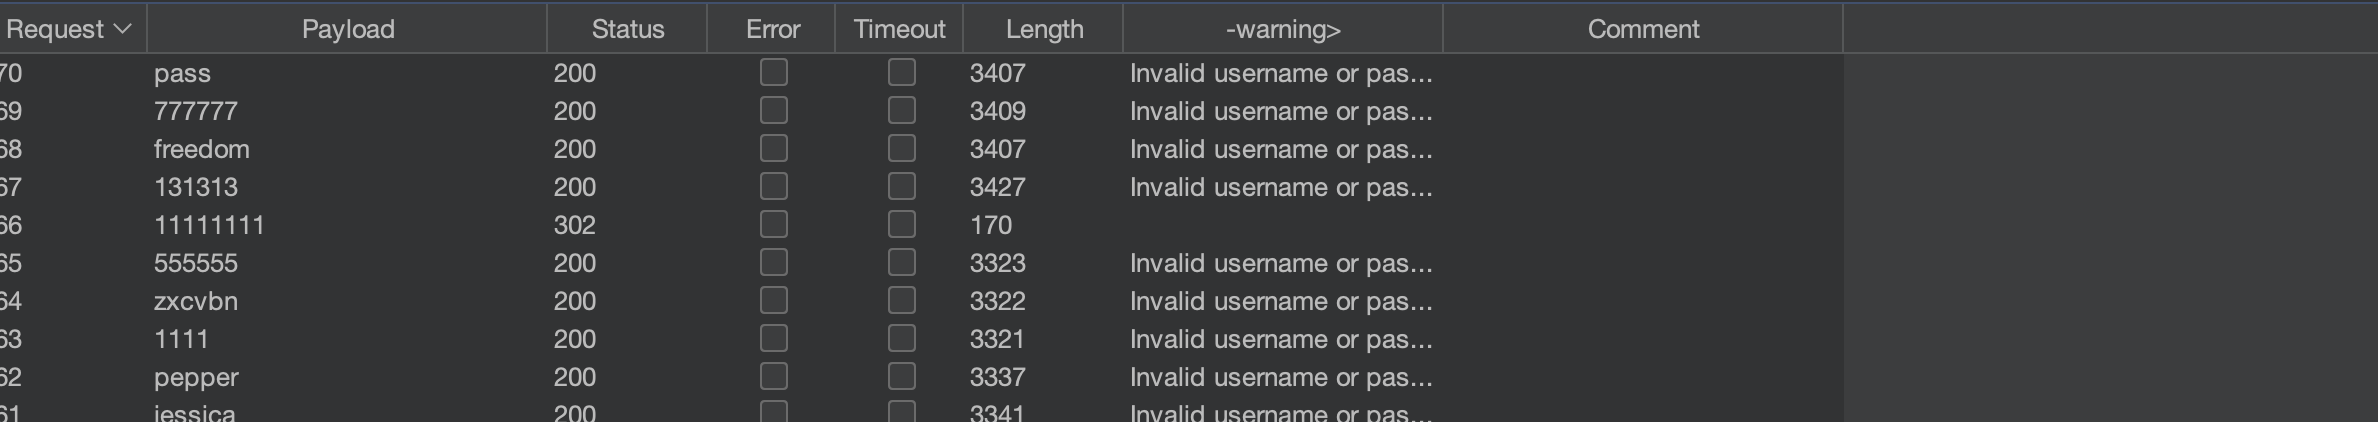 Request Payload Status Error Timeout Length -warning> Comment
70 pass 200 3407 Invalid username or pas...
69 777777 200 3409 Invalid username or pas...
68 freedom 200 3407 Invalid username or pas...
67 131313 200 3427 Invalid username or pas...
66 11111111 302 170
65 555555 200 3323 Invalid username or pas...
64 zxcvbn 200 3322 Invalid username or pas...
63 1111 200 3321 Invalid username or pas...
62 pepper 200 3337 Invalid username or pas...
61 jessica 200 3341 Invalid username or pas...